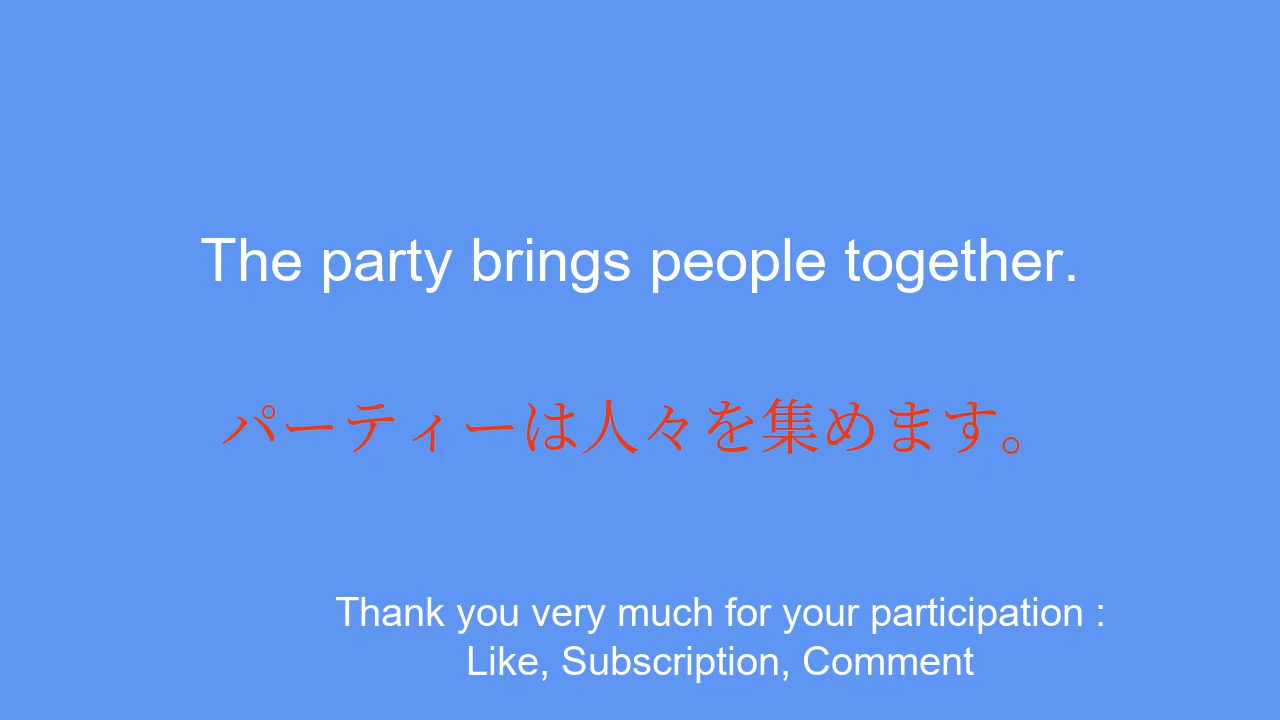 The party brings people together.
パーティーは人々を集めます。
Thank you very much for your participation :
Like, Subscription, Comment